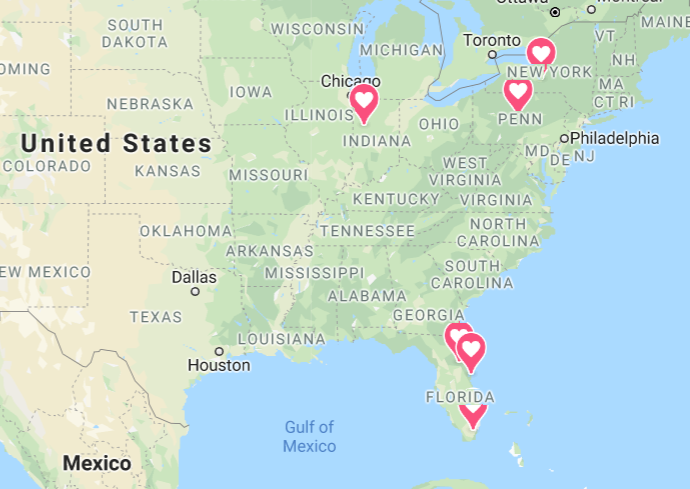 Ottawa
Montreal
MAINE
SOUTH
DAKOTA
WISCONSIN
VT
MICHIGAN
Toronto
NH
OMING
Chicago
NEW YORK
MA
NEBRASKA
IOWA
CT RI
ILLINOIS
OHIO
PENN
United States
INDIANA
Philadelphia
MD
DE
NJ
COLORADO
KANSAS
MISSOURI
WEST
VIRGINIA
KENTUCKY
VIRGINIA
OKLAHOMA
TENNESSEE
NORTH
CAROLINA
ARKANSAS
EW MEXICO
Dallas
MISSISSIPPI
SOUTH
CAROLINA
ALABAMA
TEXAS
GEORGIA
LOUISIANA
Houston
FLORIDA
Gulf of
Mexico
Mexico